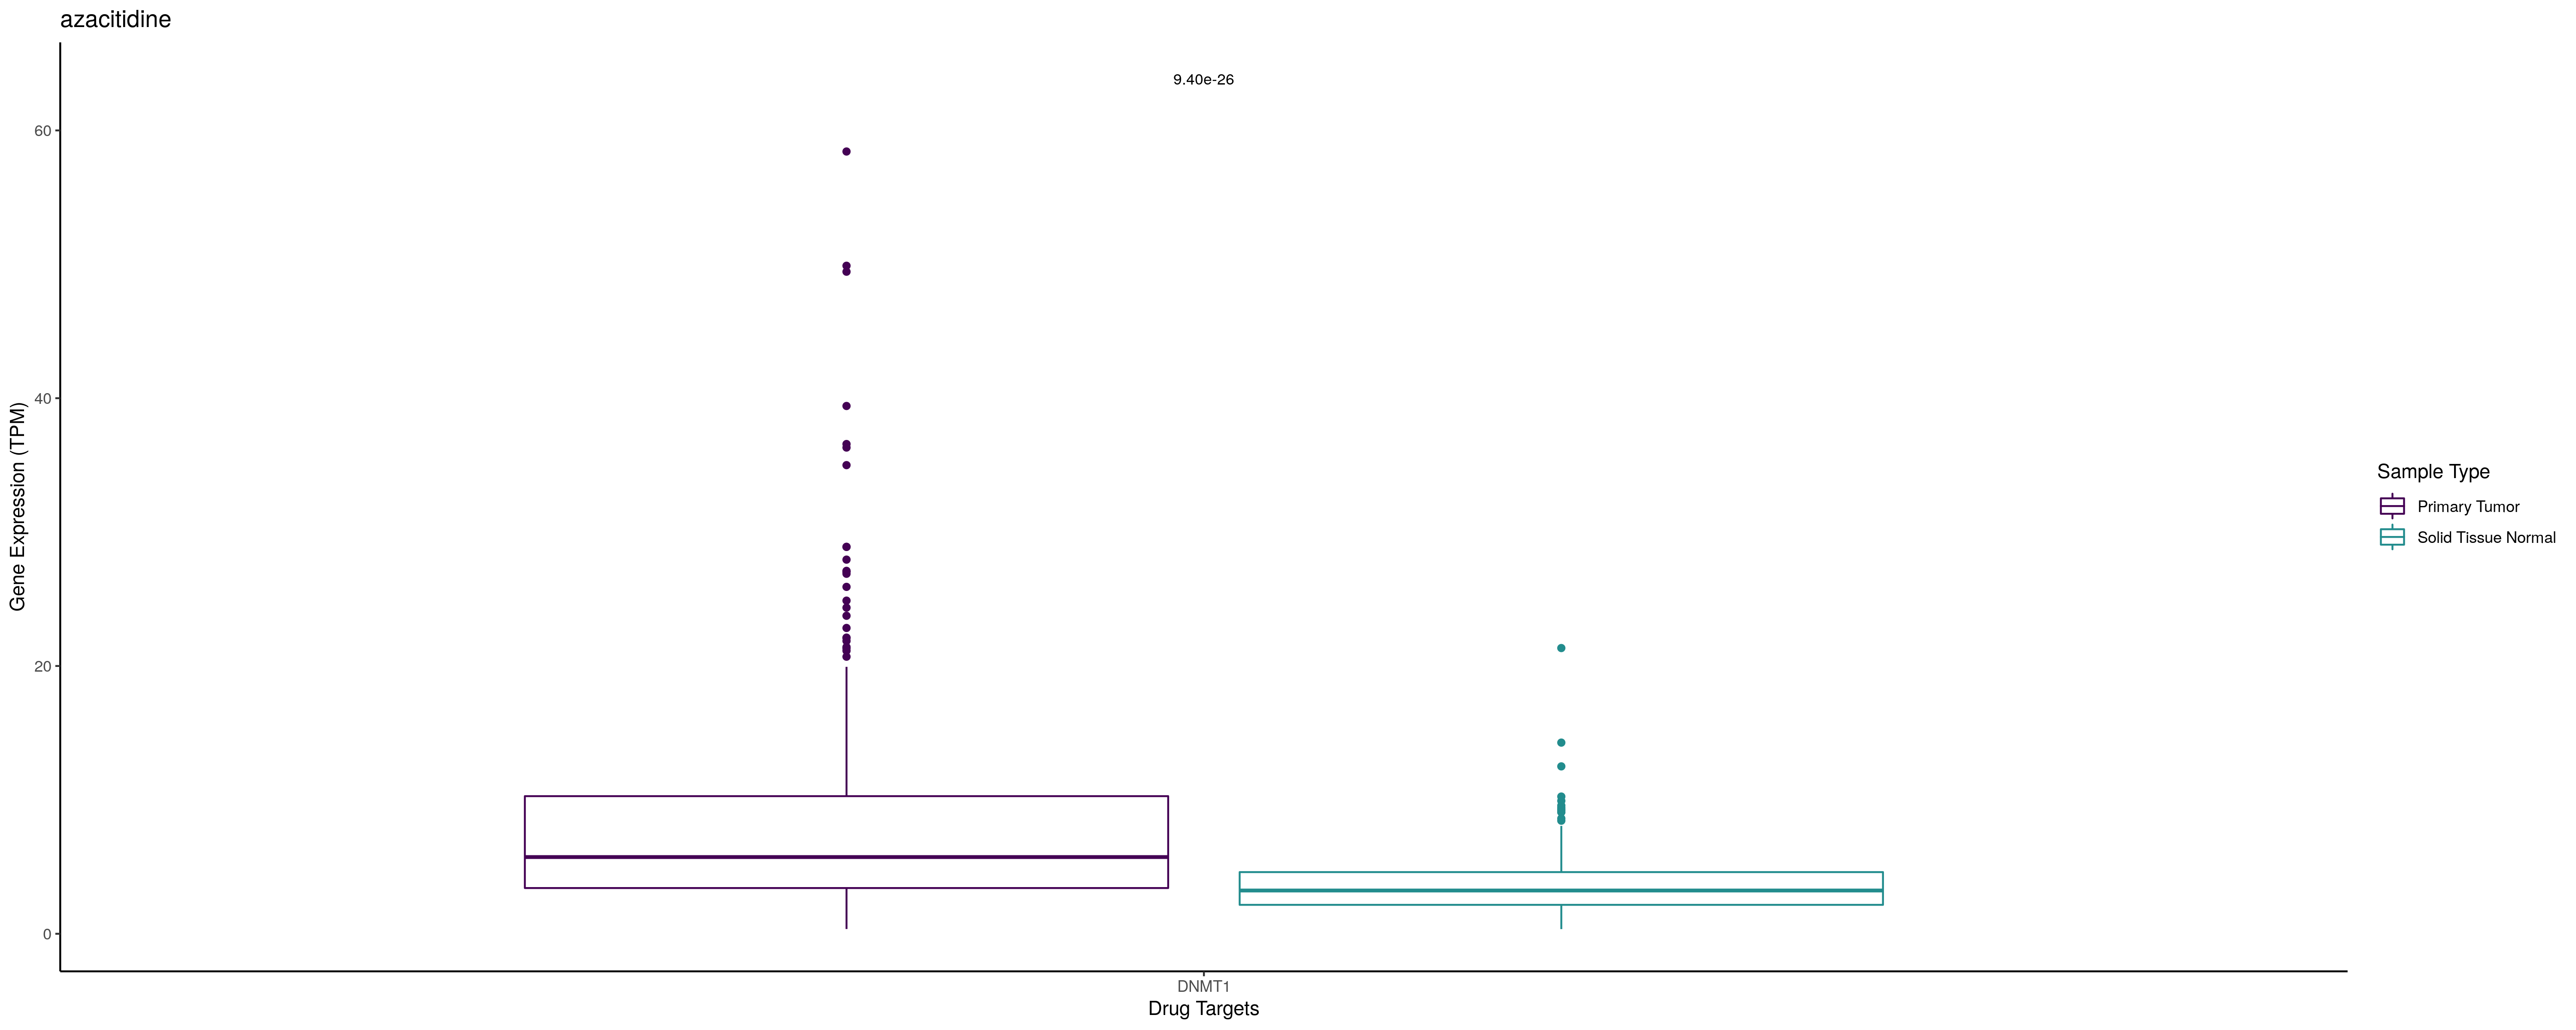 azacitidine
9.40e-26
60
40
20
0
Gene Expression (TPM)
DNMT1
Drug Targets
Sample Type
Primary Tumor
Solid Tissue Normal